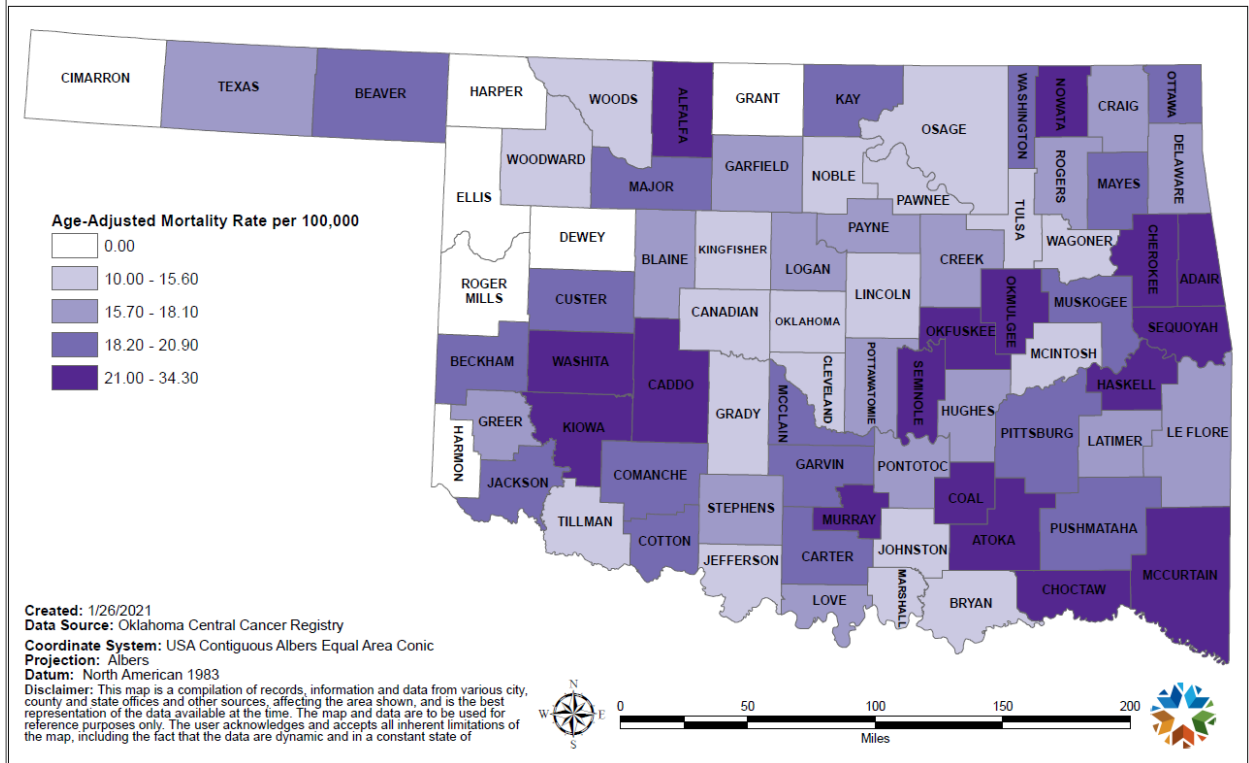 CIMARRON
TEXAS
BEAVER
HARPER
WOODS
ALFALFA
GRANT
KAY
OSAGE
WASHINGTON
NOWATA
CRAIG
OTTAWA
WOODWARD
MAJOR
GARFIELD
NOBLE
PAWNEE
ROGERS
MAYES
DELAWARE
ELLIS
DEWEY
BLAINE
KINGFISHER
LOGAN
PAYNE
CREEK
TULSA
WAGONER
CHEROKEE
ADAIR
ROGER
MILLS
CUSTER
CANADIAN
OKLAHOMA
LINCOLN
OKFUSKEE
OKMULGEE
MUSKOGEE
SEQUOYAH
MCINTOSH
BECKHAM
WASHITA
CADDO
GRADY
CLEVELAND
MCCLAIN
POTTAWATOMIE
SEMINOLE
HUGHES
HASKELL
PITTSBURG
LATIMER
LE FLORE
HARMON
GREER
KIOWA
JACKSON
COMANCHE
TILLMAN
COTTON
STEPHENS
GARVIN
PONTOTOC
MURRAY
COAL
ATOKA
PUSHMATAHA
JEFFERSON
CARTER
JOHNSTON
LOVE
MARSHALL
BRYAN
CHOCTAW
MCCURTAIN
Age-Adjusted Mortality Rate per 100,000
0.00
10.00 - 15.60
15.70 - 18.10
18.20 - 20.90
21.00 - 34.30
Created: 1/26/2021
Data Source: Oklahoma Central Cancer Registry
Coordinate System: USA Contiguous Albers Equal Area Conic
Projection: Albers
Datum: North American 1983
Disclaimer: This map is a compilation of records, information and data from various city,
county and state offices and other sources, affecting the area shown, and is the best
representation of the data available at the time. The map and data are to be used for
reference purposes only. The user acknowledges and accepts all inherent limitations of
the map, including the fact that the data are dynamic and in a constant state of
N
W E
S
0 50 100 150 200
Miles